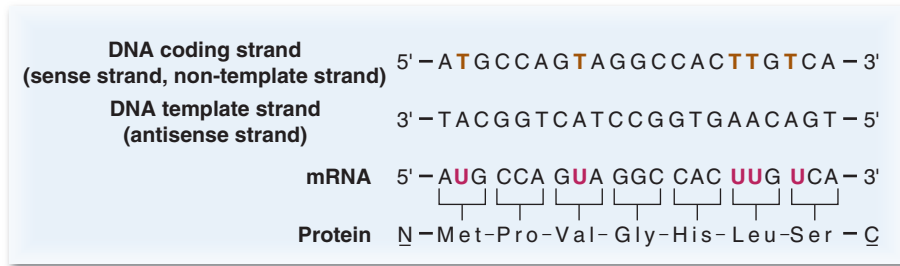 DNA coding strand
(sense strand, non-template strand) 5' – ATGCCAGTAGGCCACTTGTCA – 3'
DNA template strand
(antisense strand) 3' – TACGGTCATCCGGTGAACAGT – 5'
mRNA 5' – AUG CCA GUA GGC CAC UUG UCA – 3'
Protein N – Met–Pro–Val–Gly–His–Leu–Ser – C